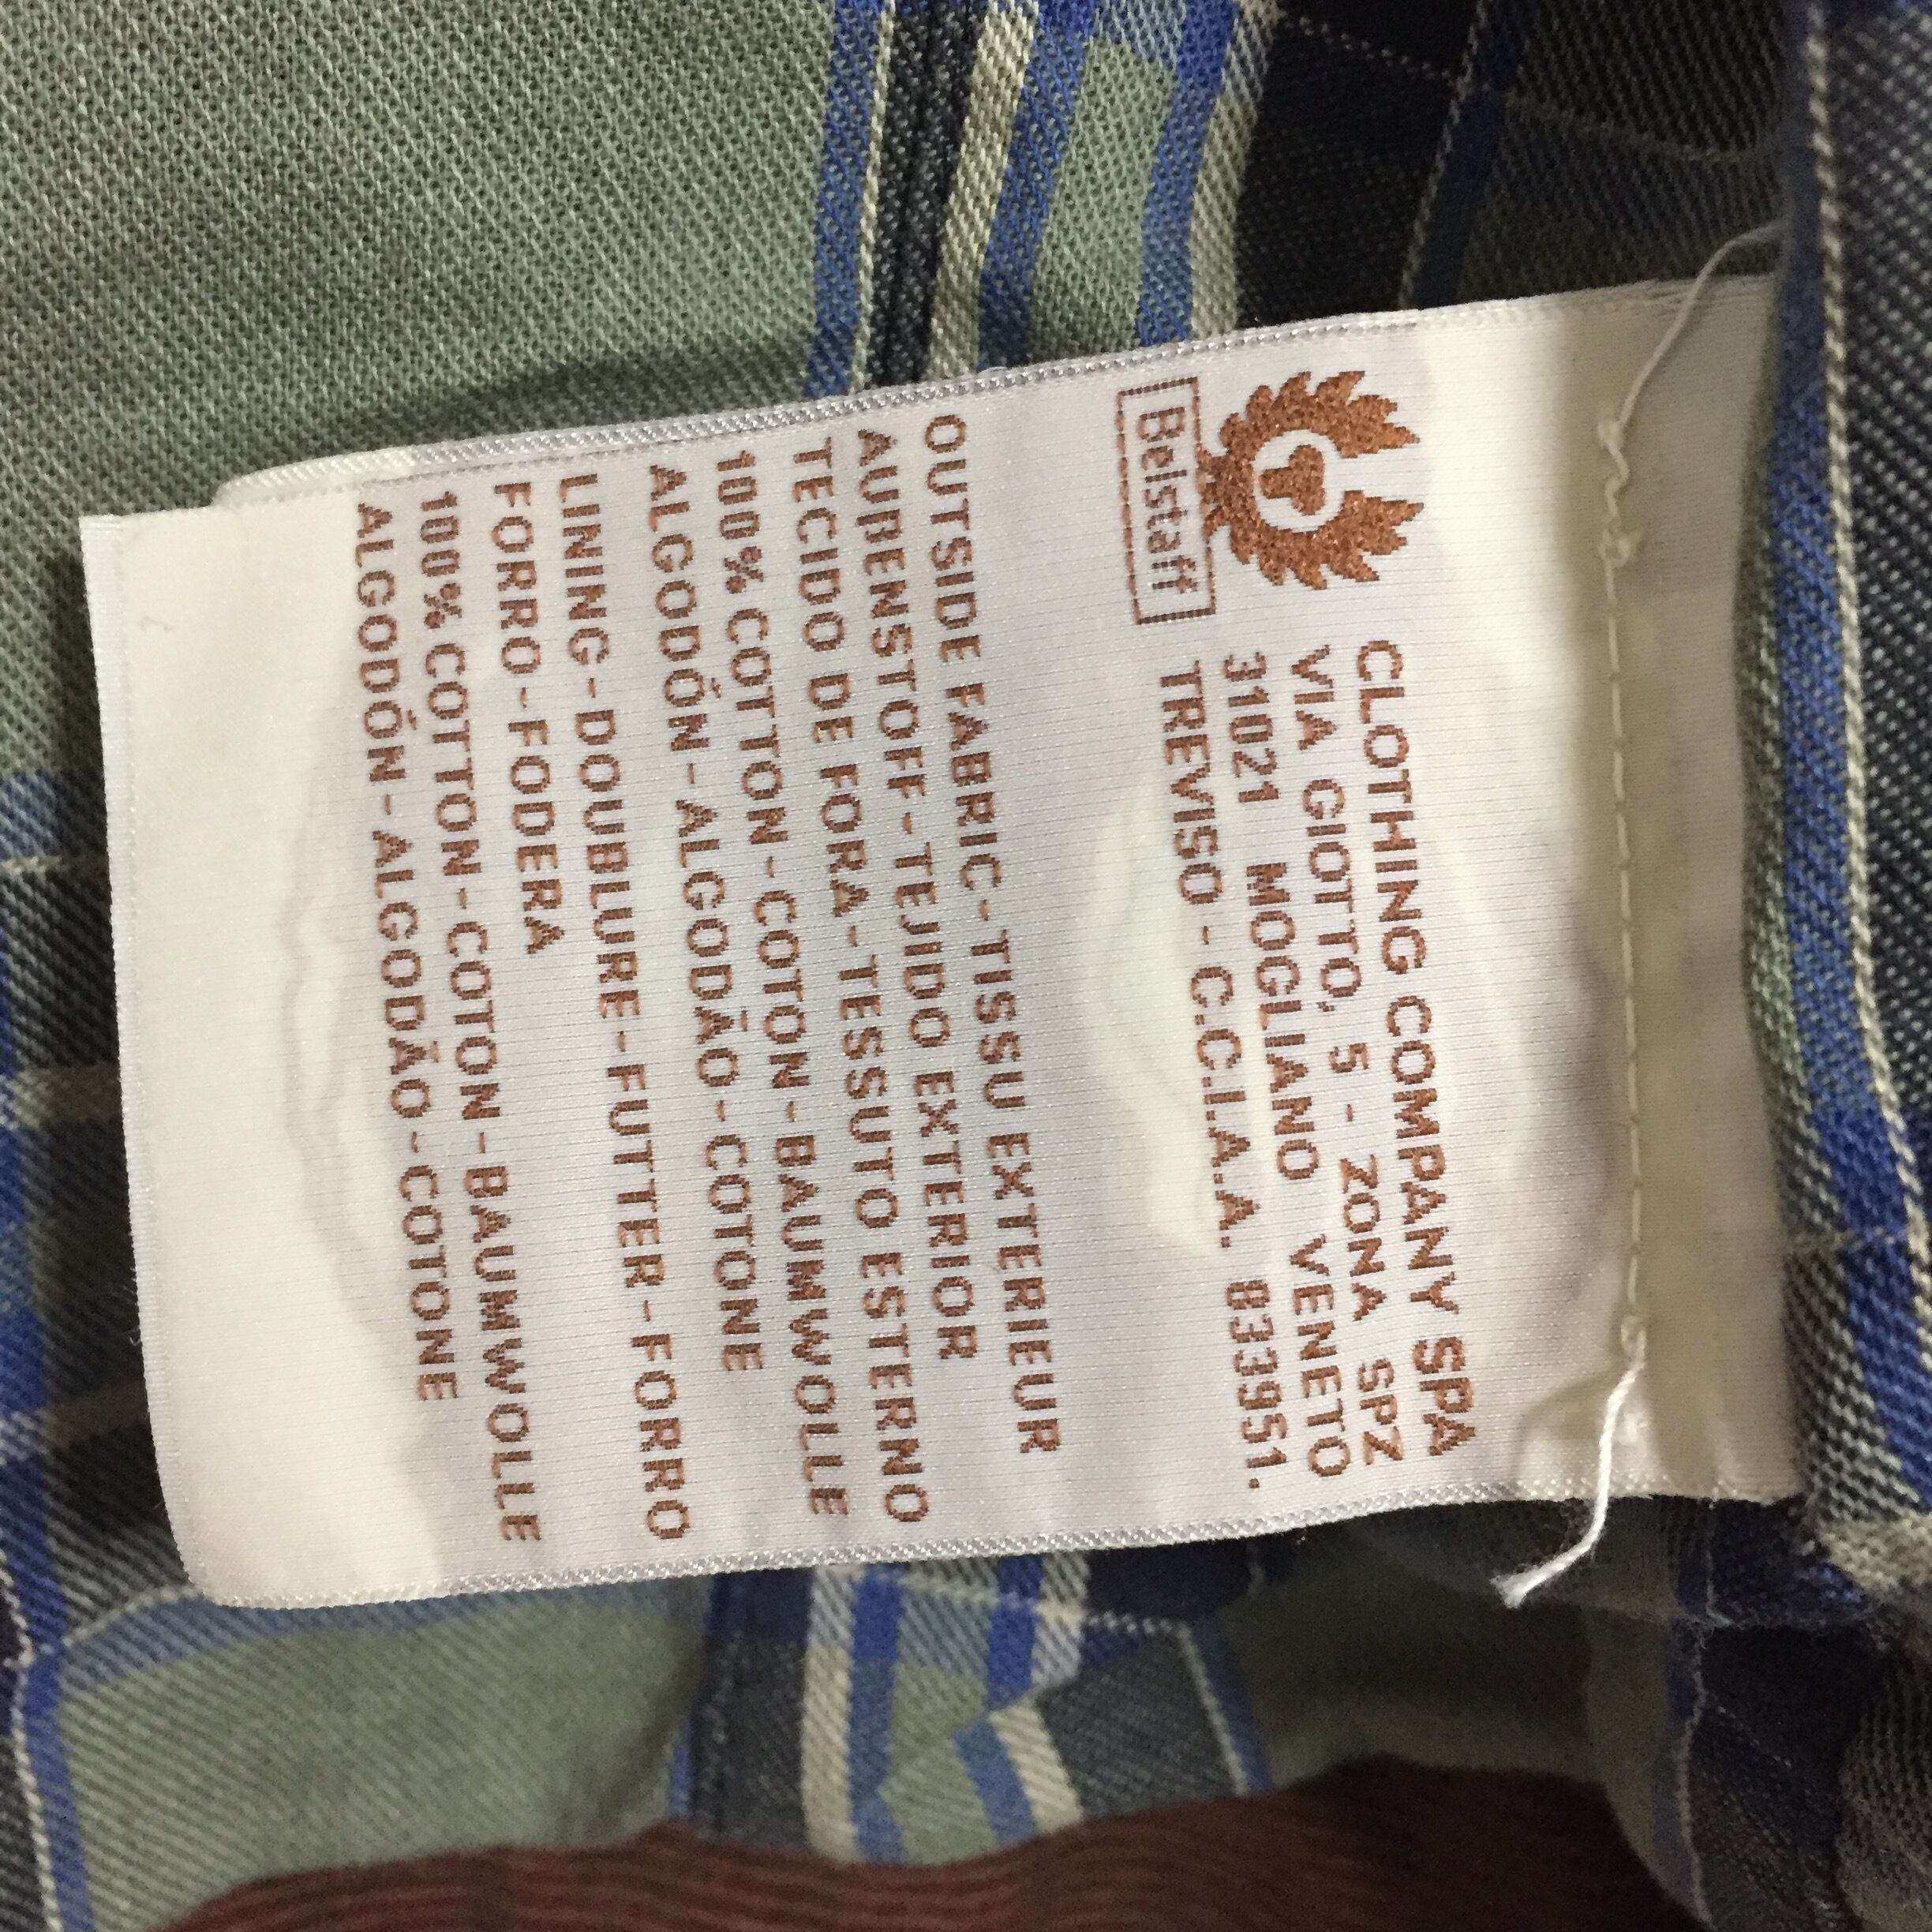 Belstaff
CLOTHING COMPANY SPA
VIA GIOTTO, 5 - ZONA SPZ
31021 MOGLIANO VENETO
TREVISO - C.C.I.A.A. 833951.
OUTSIDE FABRIC - TISSU EXTERIEUR
AUßENSTOFF - TEJIDO EXTERIOR
TECIDO DE FORA - TESSUTO ESTERNO
100% COTTON - COTON - BAUMWOLLE
ALGODÓN - ALGODÃO - COTONE
LINING - DOUBLURE - FUTTER - FORRO
FORRO - FODERA
100% COTTON - COTON - BAUMWOLLE
ALGODÓN - ALGODÃO - COTONE